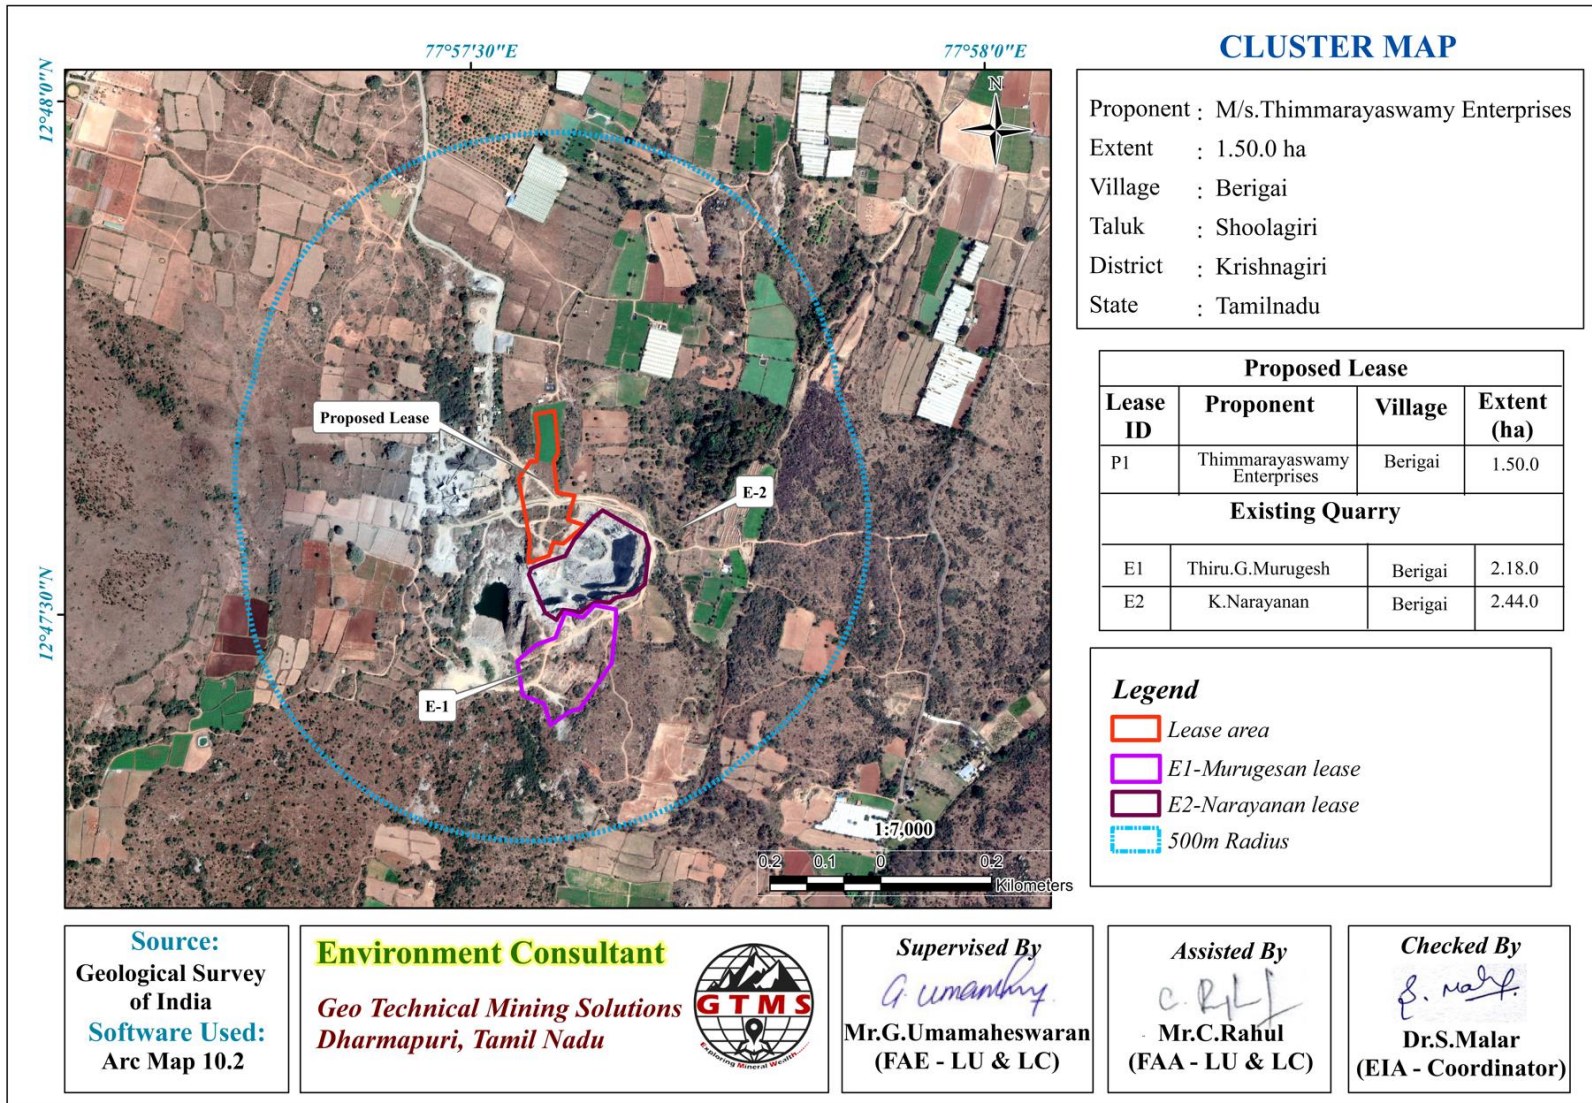 CLUSTER MAP
77°57'30"E
77°58'0"E
12°48'0"N
12°47'30"N
N
Proposed Lease
E-2
E-1
1:7,000
0.2 0.1 0 0.2
Kilometers
Proponent : M/s.Thimmarayaswamy Enterprises
Extent : 1.50.0 ha
Village : Berigai
Taluk : Shoolagiri
District : Krishnagiri
State : Tamilnadu
Proposed Lease
Lease ID Proponent Village Extent (ha)
P1 Thimmarayaswamy Enterprises Berigai 1.50.0
Existing Quarry
E1 Thiru.G.Murugesh Berigai 2.18.0
E2 K.Narayanan Berigai 2.44.0
Legend
Lease area
E1-Murugesan lease
E2-Narayanan lease
500m Radius
Source:
Geological Survey
of India
Software Used:
Arc Map 10.2
Environment Consultant
Geo Technical Mining Solutions
Dharmapuri, Tamil Nadu
GTMS
Exploring Mineral Wealth.......
Supervised By
Mr.G.Umamaheswaran
(FAE - LU & LC)
Assisted By
Mr.C.Rahul
(FAA - LU & LC)
Checked By
Dr.S.Malar
(EIA - Coordinator)